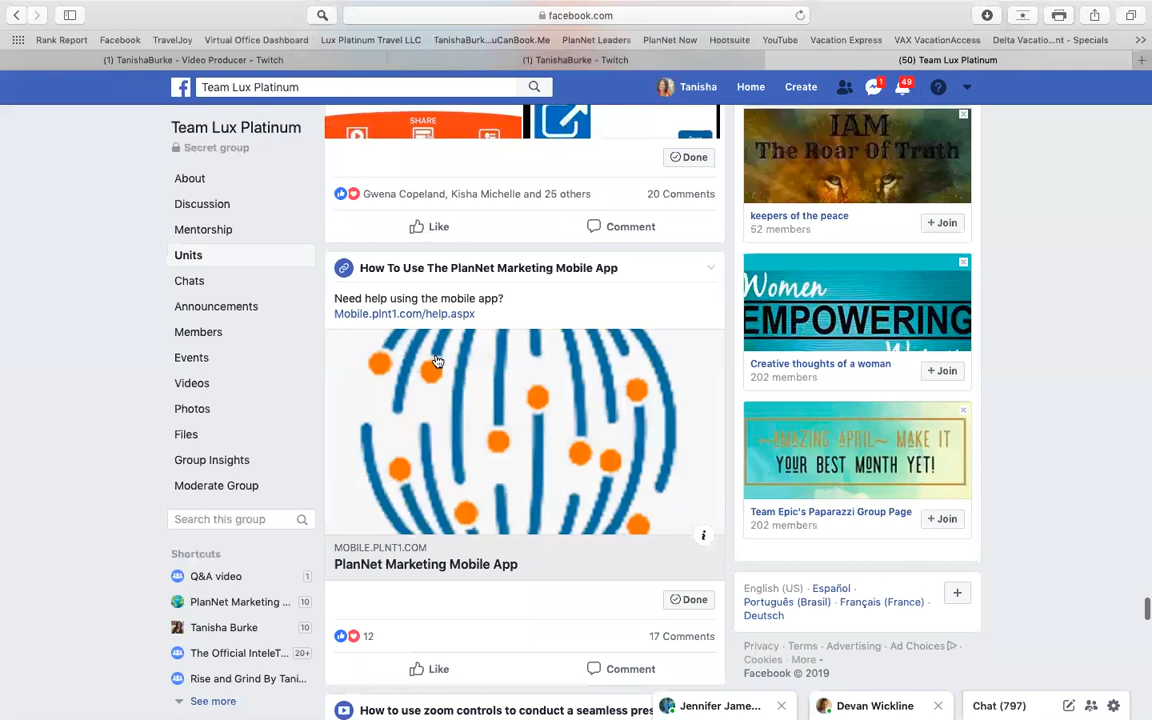 facebook.com
Rank Report Facebook TravelJoy Virtual Office Dashboard Lux Platinum Travel LLC TanishaBurk...uCanBook.Me PlanNet Leaders PlanNet Now Hootsuite YouTube Vacation Express VAX VacationAccess Delta Vacatio...nt - Specials >>
(1) TanishaBurke - Video Producer - Twitch
(1) TanishaBurke - Twitch
(50) Team Lux Platinum
Team Lux Platinum
Tanisha Home Create 1 49 ?
Team Lux Platinum
Secret group
About
Discussion
Mentorship
Units
Chats
Announcements
Members
Events
Videos
Photos
Files
Group Insights
Moderate Group
Search this group
Shortcuts
Q&A video 1
PlanNet Marketing ... 10
Tanisha Burke 10
The Official InteleT... 20+
Rise and Grind By Tani...
See more
SHARE
Done
Gwena Copeland, Kisha Michelle and 25 others 20 Comments
Like Comment
How To Use The PlanNet Marketing Mobile App
Need help using the mobile app?
Mobile.plnt1.com/help.aspx
i
MOBILE.PLNT1.COM
PlanNet Marketing Mobile App
Done
12 17 Comments
Like Comment
How to use zoom controls to conduct a seamless pres
I AM
The Roar Of Truth
keepers of the peace
52 members
+ Join
Women
EMPOWERING
Creative thoughts of a woman
202 members
+ Join
~AMAZING APRIL~ MAKE IT
YOUR BEST MONTH YET!
Team Epic's Paparazzi Group Page
202 members
+ Join
English (US) · Español ·
Português (Brasil) · Français (France) ·
Deutsch
+
Privacy · Terms · Advertising · Ad Choices ·
Cookies · More
Facebook © 2019
Jennifer Jame...
Devan Wickline
Chat (797)